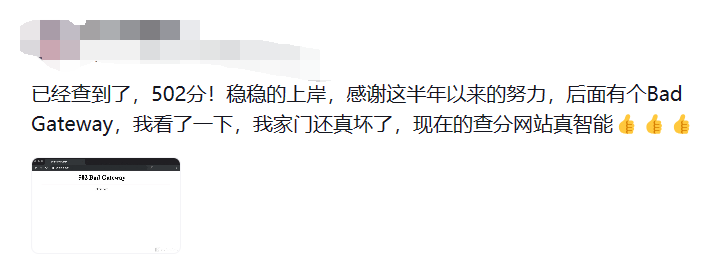 已经查到了，502分！稳稳的上岸，感谢这半年以来的努力，后面有个Bad
Gateway，我看了一下，我家门还真坏了，现在的查分网站真智能👍👍👍
502 Bad Gateway